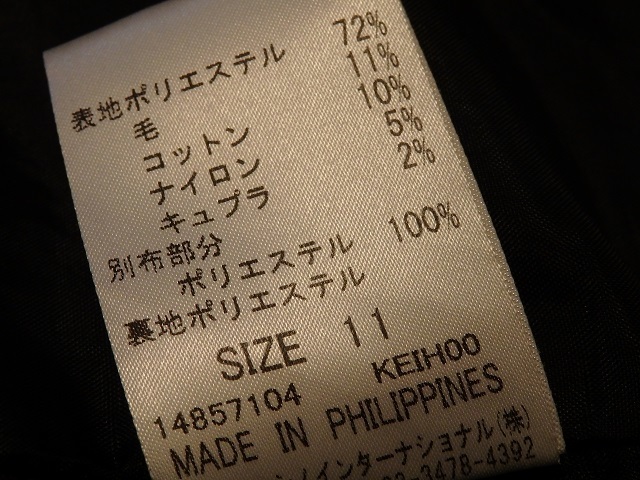 表地ポリエステル 72%
毛 11%
コットン 10%
ナイロン 5%
キュプラ 2%
別布部分
ポリエステル 100%
裏地ポリエステル
SIZE 11
14857104 KEIH00
MADE IN PHILIPPINES
インターナショナル(株)
3478-4392